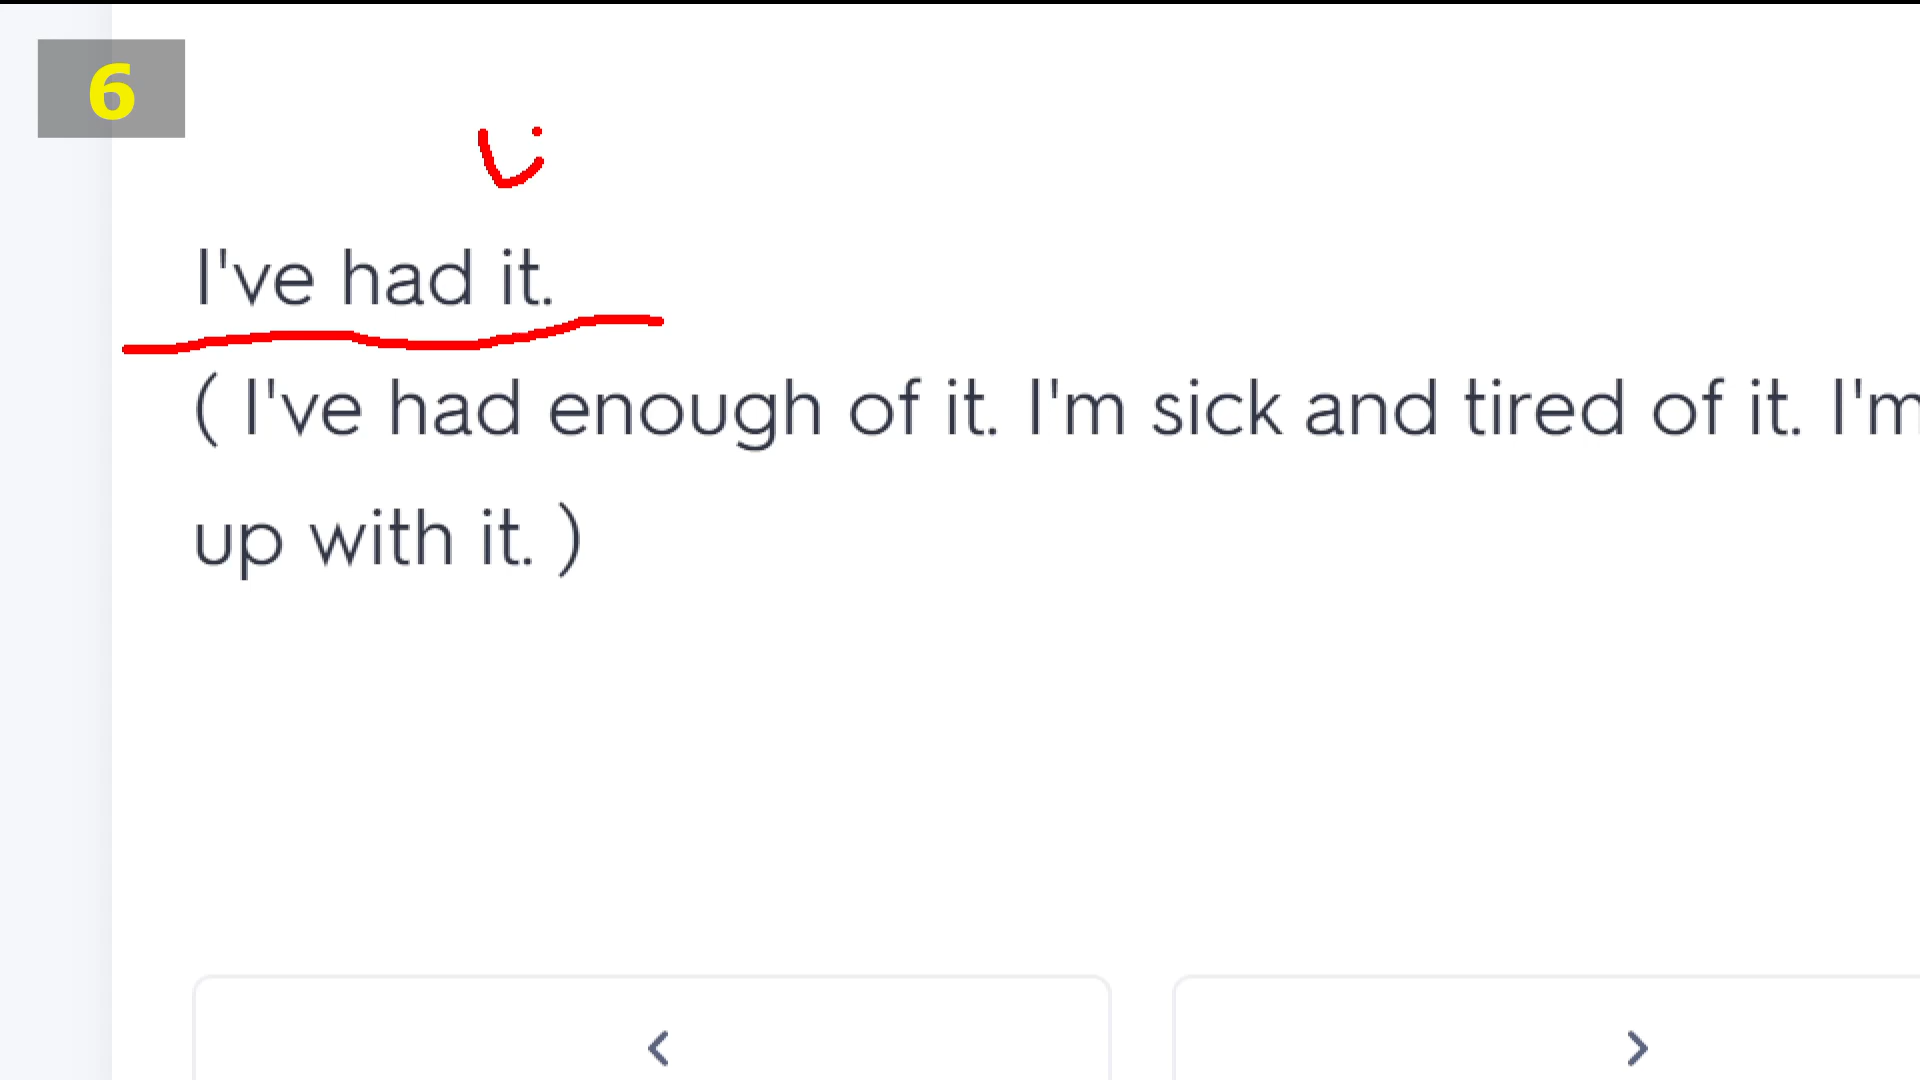 6
I've had it.
( I've had enough of it. I'm sick and tired of it. I'm
up with it. )